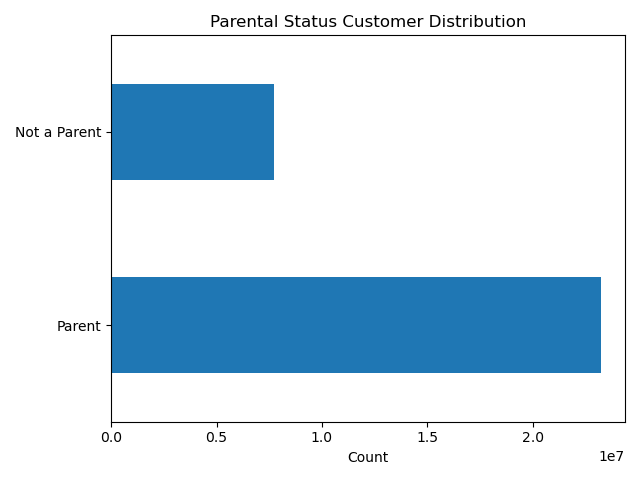 Parental Status Customer Distribution
Not a Parent
Parent
0.0 0.5 1.0 1.5 2.0
1e7
Count